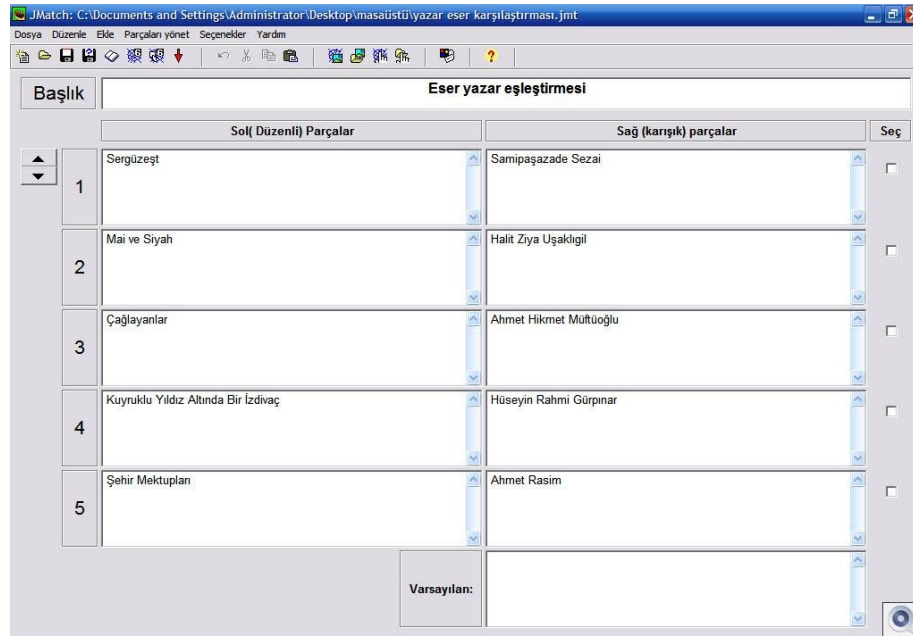 JMatch: C:\Documents and Settings\Administrator\Desktop\masaüstü\yazar eser karşılaştırması.jmt
Dosya Düzenle Ekle Parçaları yönet Seçenekler Yardım
Başlık
Eser yazar eşleştirmesi
Sol( Düzenli) Parçalar
Sağ (karışık) parçalar
Seç
1
Sergüzeşt
Samipaşazade Sezai
2
Mai ve Siyah
Halit Ziya Uşaklıgil
3
Çağlayanlar
Ahmet Hikmet Müftüoğlu
4
Kuyruklu Yıldız Altında Bir İzdivaç
Hüseyin Rahmi Gürpınar
5
Şehir Mektupları
Ahmet Rasim
Varsayılan: